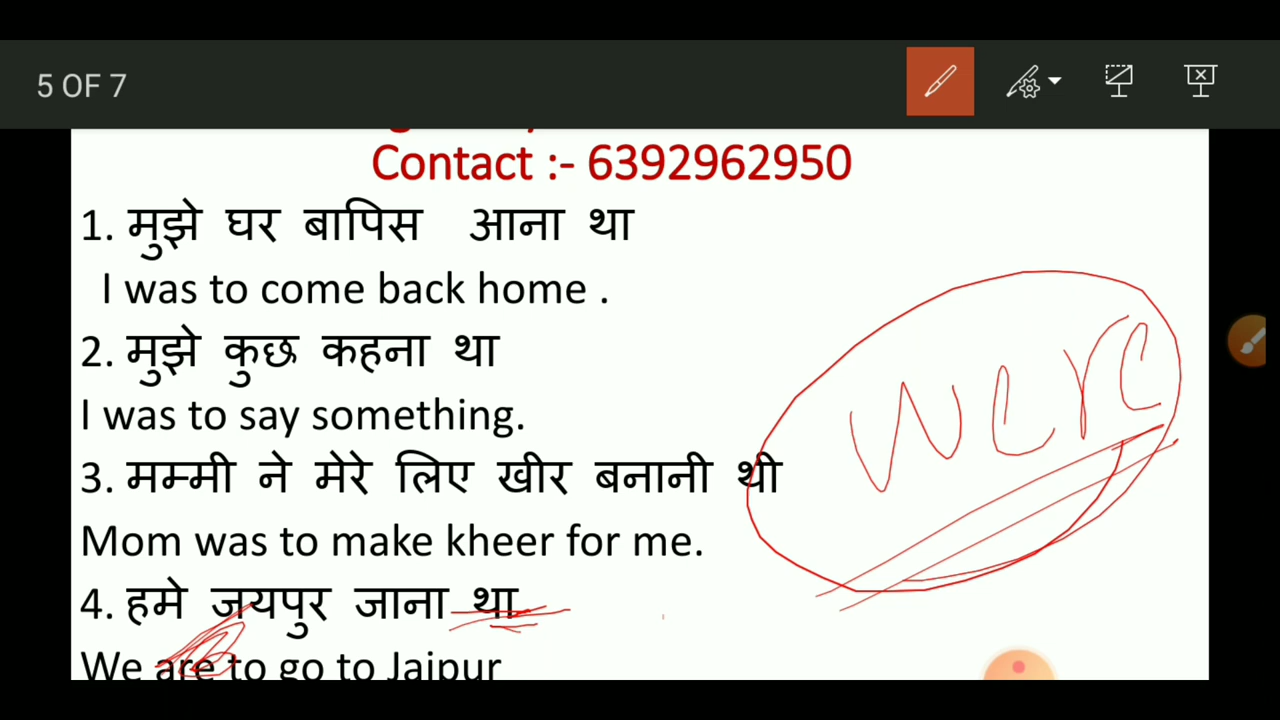 5 OF 7
Contact :- 6392962950
1. मुझे घर बापिस आना था
I was to come back home .
2. मुझे कुछ कहना था
I was to say something.
3. मम्मी ने मेरे लिए खीर बनानी थी
Mom was to make kheer for me.
4. हमे जयपुर जाना था
We are to go to Jaipur